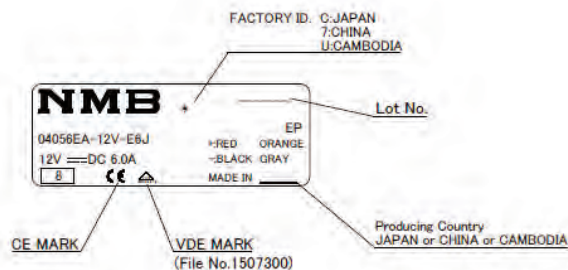 FACTORY ID. C:JAPAN
7:CHINA
U:CAMBODIA
NMB *
Lot No.
EP
04056EA-12V-E6J
+:RED ORANGE
12V DC 6.0A
-:BLACK GRAY
8 CE
MADE IN
CE MARK
VDE MARK
(File No.1507300)
Producing Country
JAPAN or CHINA or CAMBODIA